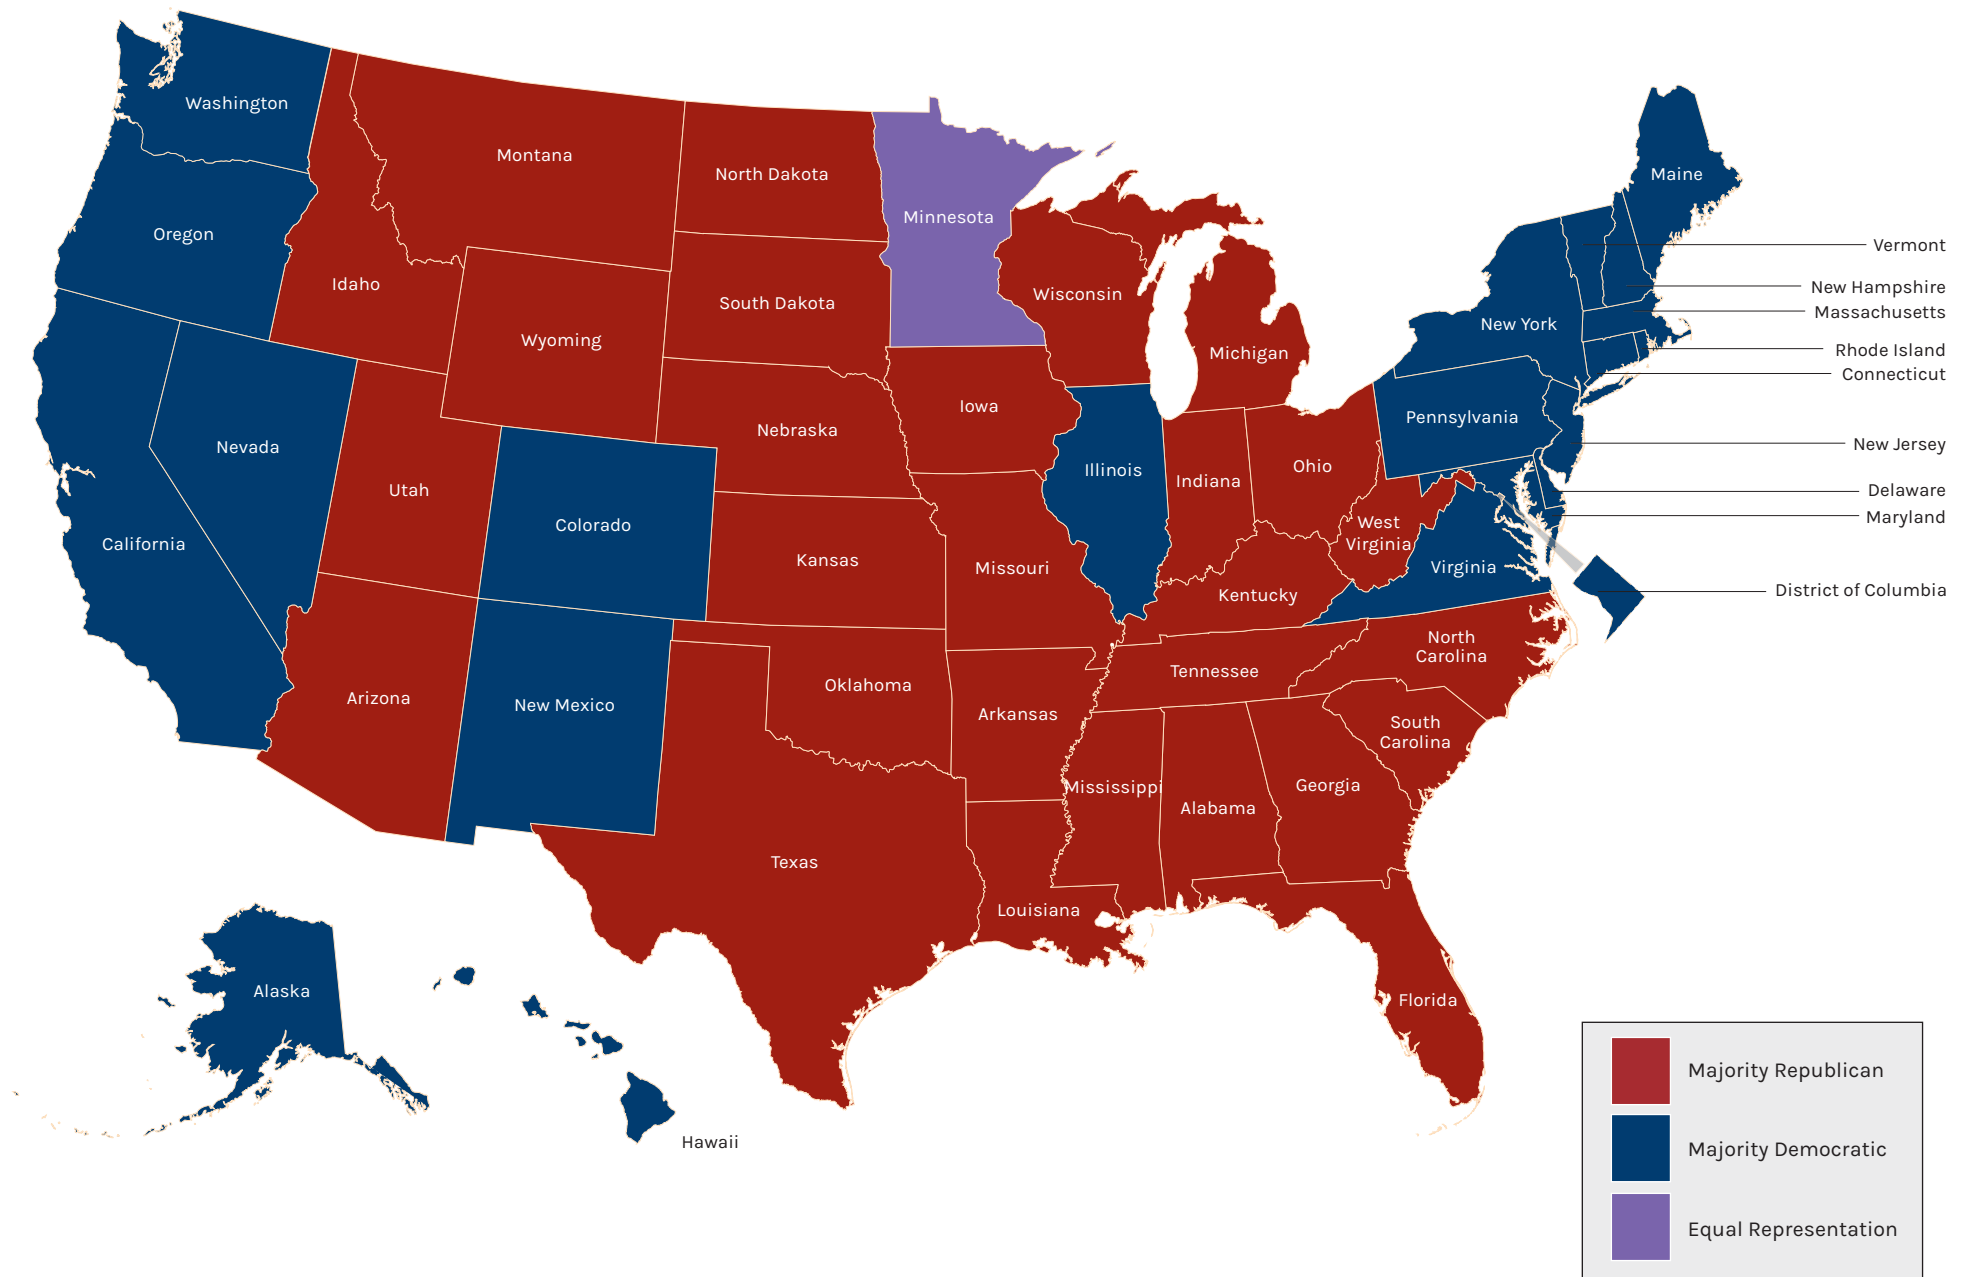 Washington
Montana
North Dakota
Minnesota
Maine
Oregon
Vermont
Idaho
South Dakota
Wisconsin
New Hampshire
Massachusetts
Wyoming
New York
Michigan
Rhode Island
Connecticut
Iowa
Pennsylvania
Nebraska
Nevada
New Jersey
Ohio
Illinois
Indiana
Utah
Delaware
Maryland
Colorado
West
Virginia
California
Kansas
Missouri
Virginia
District of Columbia
Kentucky
North
Carolina
Tennessee
Oklahoma
Arizona
New Mexico
Arkansas
South
Carolina
Georgia
Mississippi
Alabama
Texas
Louisiana
Alaska
Florida
Hawaii
Majority Republican
Majority Democratic
Equal Representation